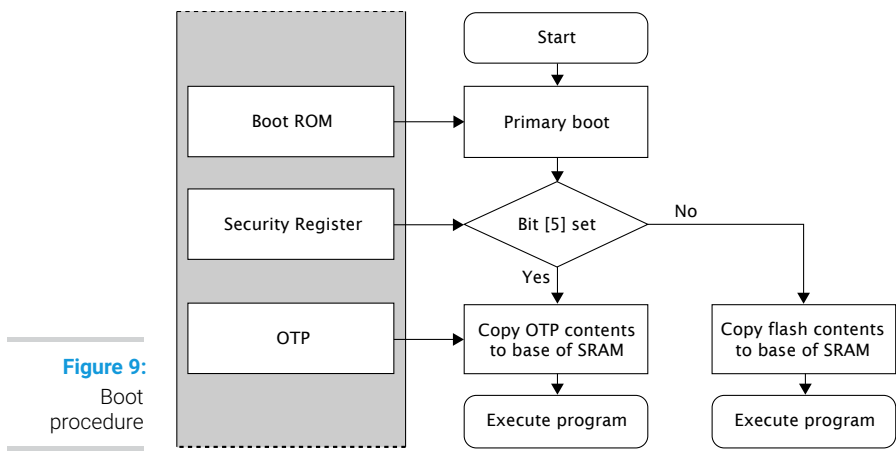 Start
Boot ROM
Primary boot
Security Register
Bit [5] set
No
Yes
OTP
Copy OTP contents
to base of SRAM
Copy flash contents
to base of SRAM
Execute program
Execute program
Figure 9:
Boot
procedure